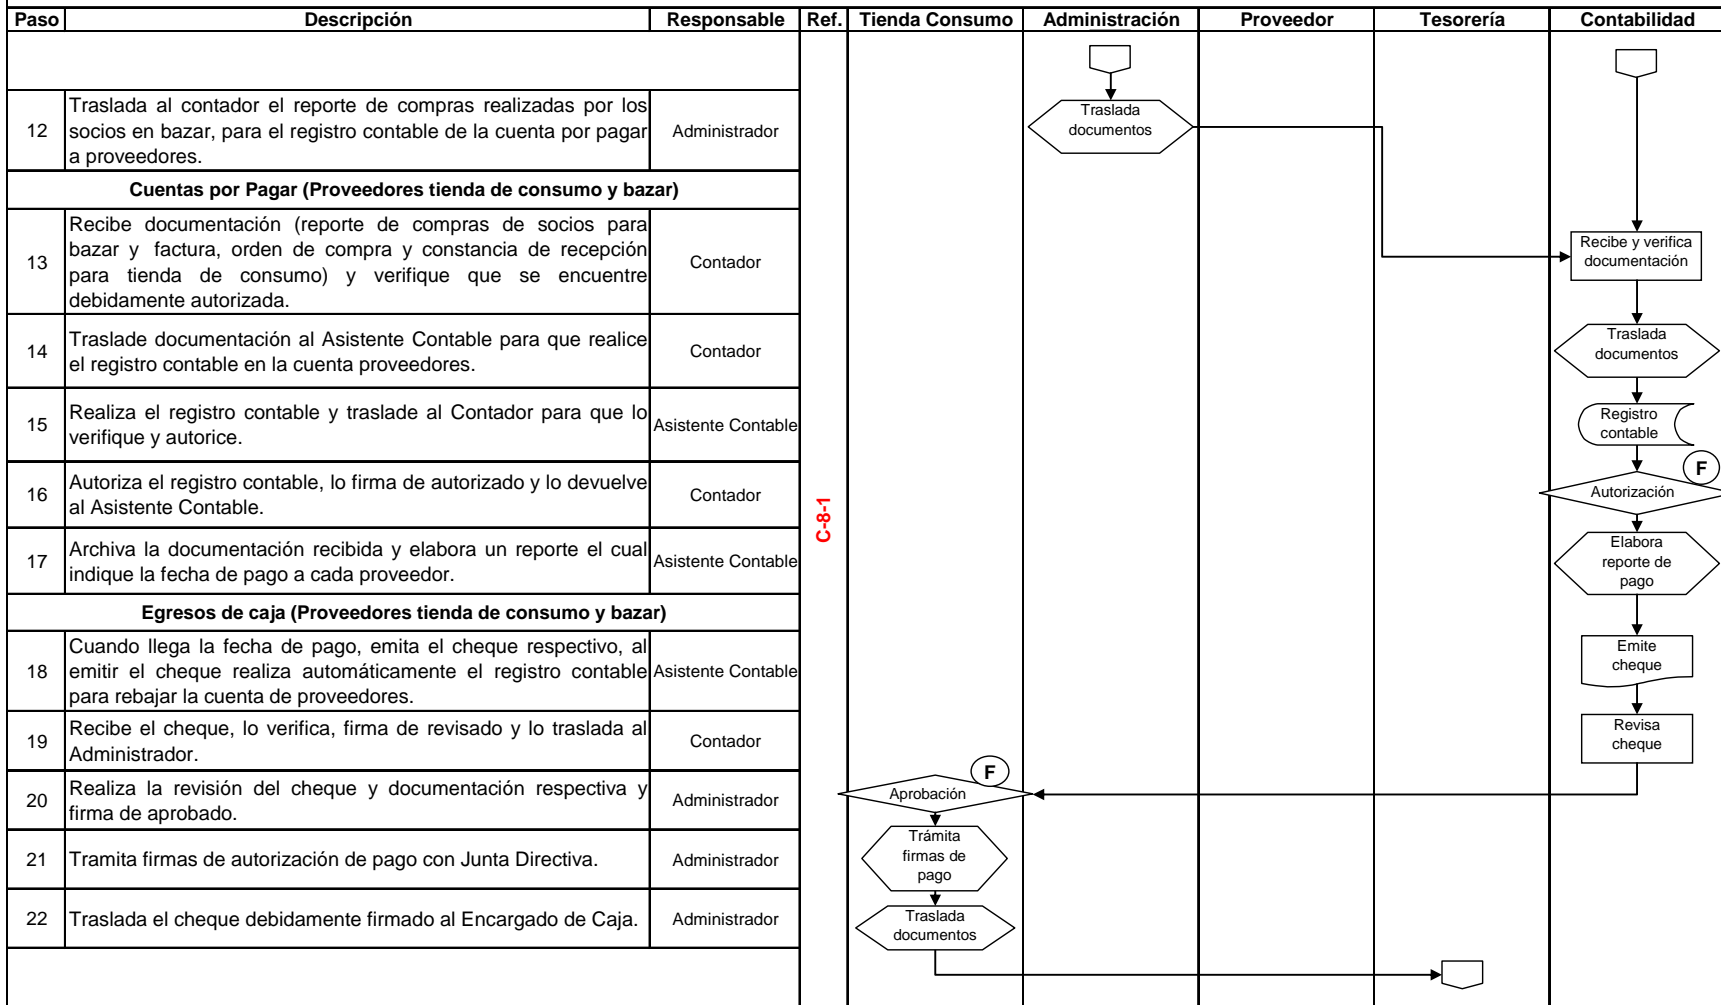 Paso Descripción Responsable Ref. Tienda Consumo Administración Proveedor Tesorería Contabilidad
12
Traslada al contador el reporte de compras realizadas por los
socios en bazar, para el registro contable de la cuenta por pagar
a proveedores.
Administrador
Cuentas por Pagar (Proveedores tienda de consumo y bazar)
13
Recibe documentación (reporte de compras de socios para
bazar y factura, orden de compra y constancia de recepción
para tienda de consumo) y verifique que se encuentre
debidamente autorizada.
Contador
14
Traslade documentación al Asistente Contable para que realice
el registro contable en la cuenta proveedores.
Contador
15
Realiza el registro contable y traslade al Contador para que lo
verifique y autorice.
Asistente Contable
16
Autoriza el registro contable, lo firma de autorizado y lo devuelve
al Asistente Contable.
Contador
17
Archiva la documentación recibida y elabora un reporte el cual
indique la fecha de pago a cada proveedor.
Asistente Contable
Egresos de caja (Proveedores tienda de consumo y bazar)
18
Cuando llega la fecha de pago, emita el cheque respectivo, al
emitir el cheque realiza automáticamente el registro contable
para rebajar la cuenta de proveedores.
Asistente Contable
19
Recibe el cheque, lo verifica, firma de revisado y lo traslada al
Administrador.
Contador
20
Realiza la revisión del cheque y documentación respectiva y
firma de aprobado.
Administrador
21
Tramita firmas de autorización de pago con Junta Directiva.
Administrador
22
Traslada el cheque debidamente firmado al Encargado de Caja.
Administrador
C-8-1
Traslada
documentos
Recibe y verifica
documentación
Traslada
documentos
Registro
contable
F
Autorización
Elabora
reporte de
pago
Emite
cheque
Revisa
cheque
F
Aprobación
Trámita
firmas de
pago
Traslada
documentos